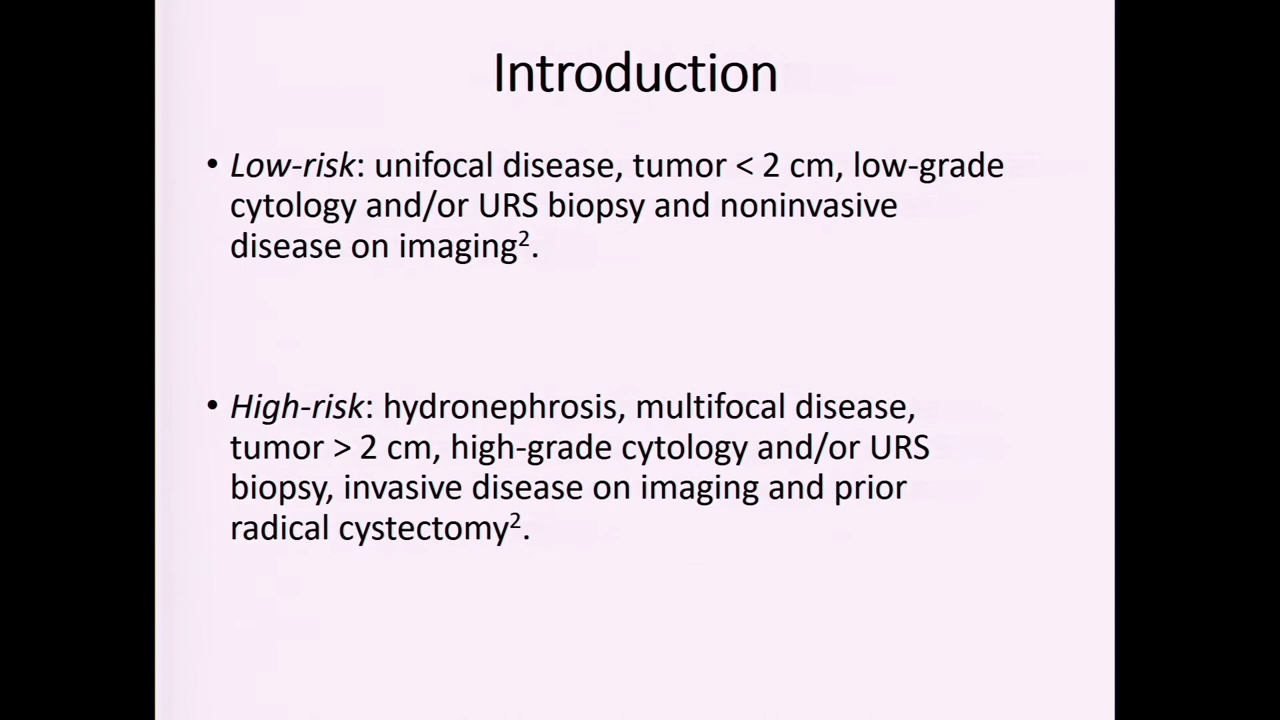 Introduction
• Low-risk: unifocal disease, tumor < 2 cm, low-grade
cytology and/or URS biopsy and noninvasive
disease on imaging².
• High-risk: hydronephrosis, multifocal disease,
tumor > 2 cm, high-grade cytology and/or URS
biopsy, invasive disease on imaging and prior
radical cystectomy².